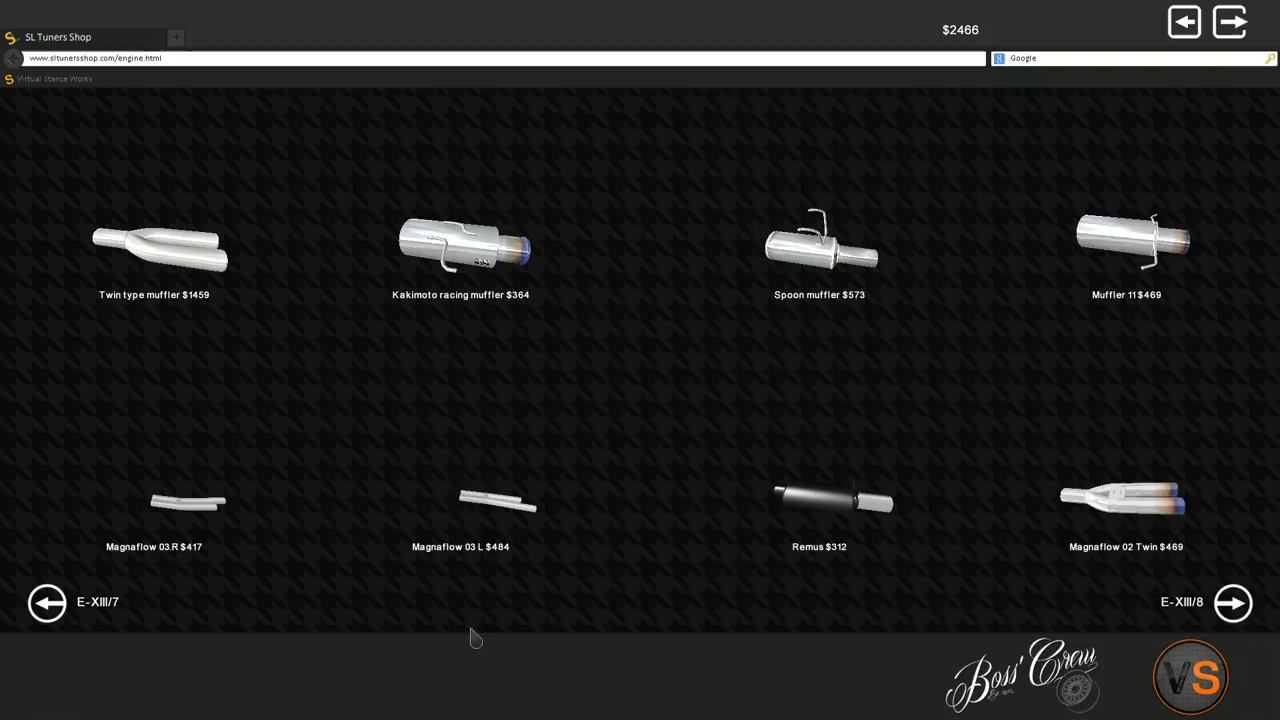 $2466
SL Tuners Shop
www.sltunersshop.com/engine.html
Google
Virtual Stance Works
Twin type muffler $1459
Kakimoto racing muffler $364
Spoon muffler $573
Muffler 11 $469
Magnaflow 03.R $417
Magnaflow 03 L $484
Remus $312
Magnaflow 02 Twin $469
E-XIII/7
E-XIII/8
Boss' Crew
VS